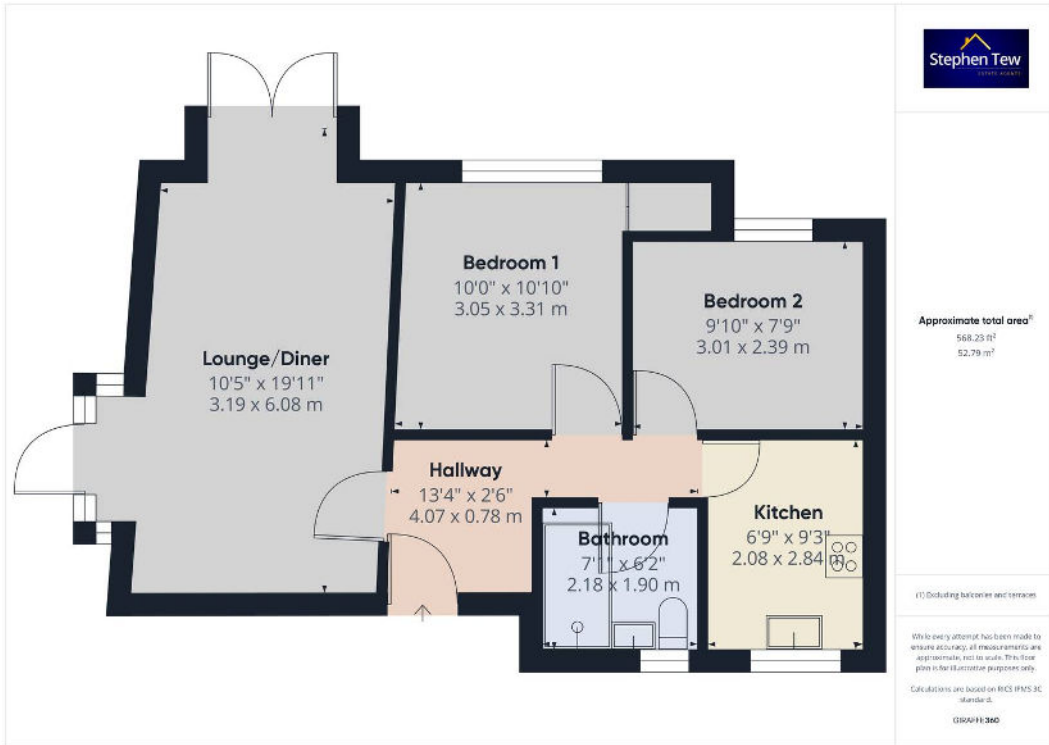 Stephen Tew
ESTATE AGENTS
Bedroom 1
10'0" x 10'10"
3.05 x 3.31 m
Bedroom 2
9'10" x 7'9"
3.01 x 2.39 m
Lounge/Diner
10'5" x 19'11"
3.19 x 6.08 m
Hallway
13'4" x 2'6"
4.07 x 0.78 m
Bathroom
7'1" x 6'2"
2.18 x 1.90 m
Kitchen
6'9" x 9'3"
2.08 x 2.84 m
Approximate total area(1)
568.23 ft²
52.79 m²
(1) Excluding balconies and terraces
While every attempt has been made to
ensure accuracy, all measurements are
approximate, not to scale. This floor
plan is for illustrative purposes only.
Calculations are based on RICS IPMS 3C
standard.
GIRAFFE360